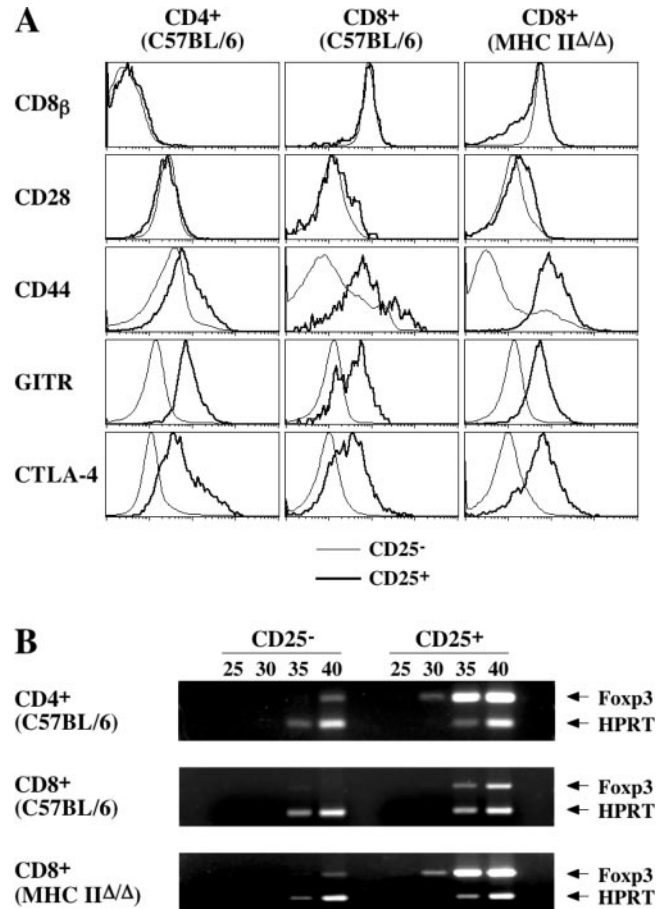 A
CD4+ CD8+ CD8+
(C57BL/6) (C57BL/6) (MHC IIΔ/Δ)
CD8β
CD28
CD44
GITR
CTLA-4
CD25-
CD25+
B
CD25- CD25+
25 30 35 40 25 30 35 40
CD4+ Foxp3
(C57BL/6) HPRT
CD8+ Foxp3
(C57BL/6) HPRT
CD8+ Foxp3
(MHC IIΔ/Δ) HPRT